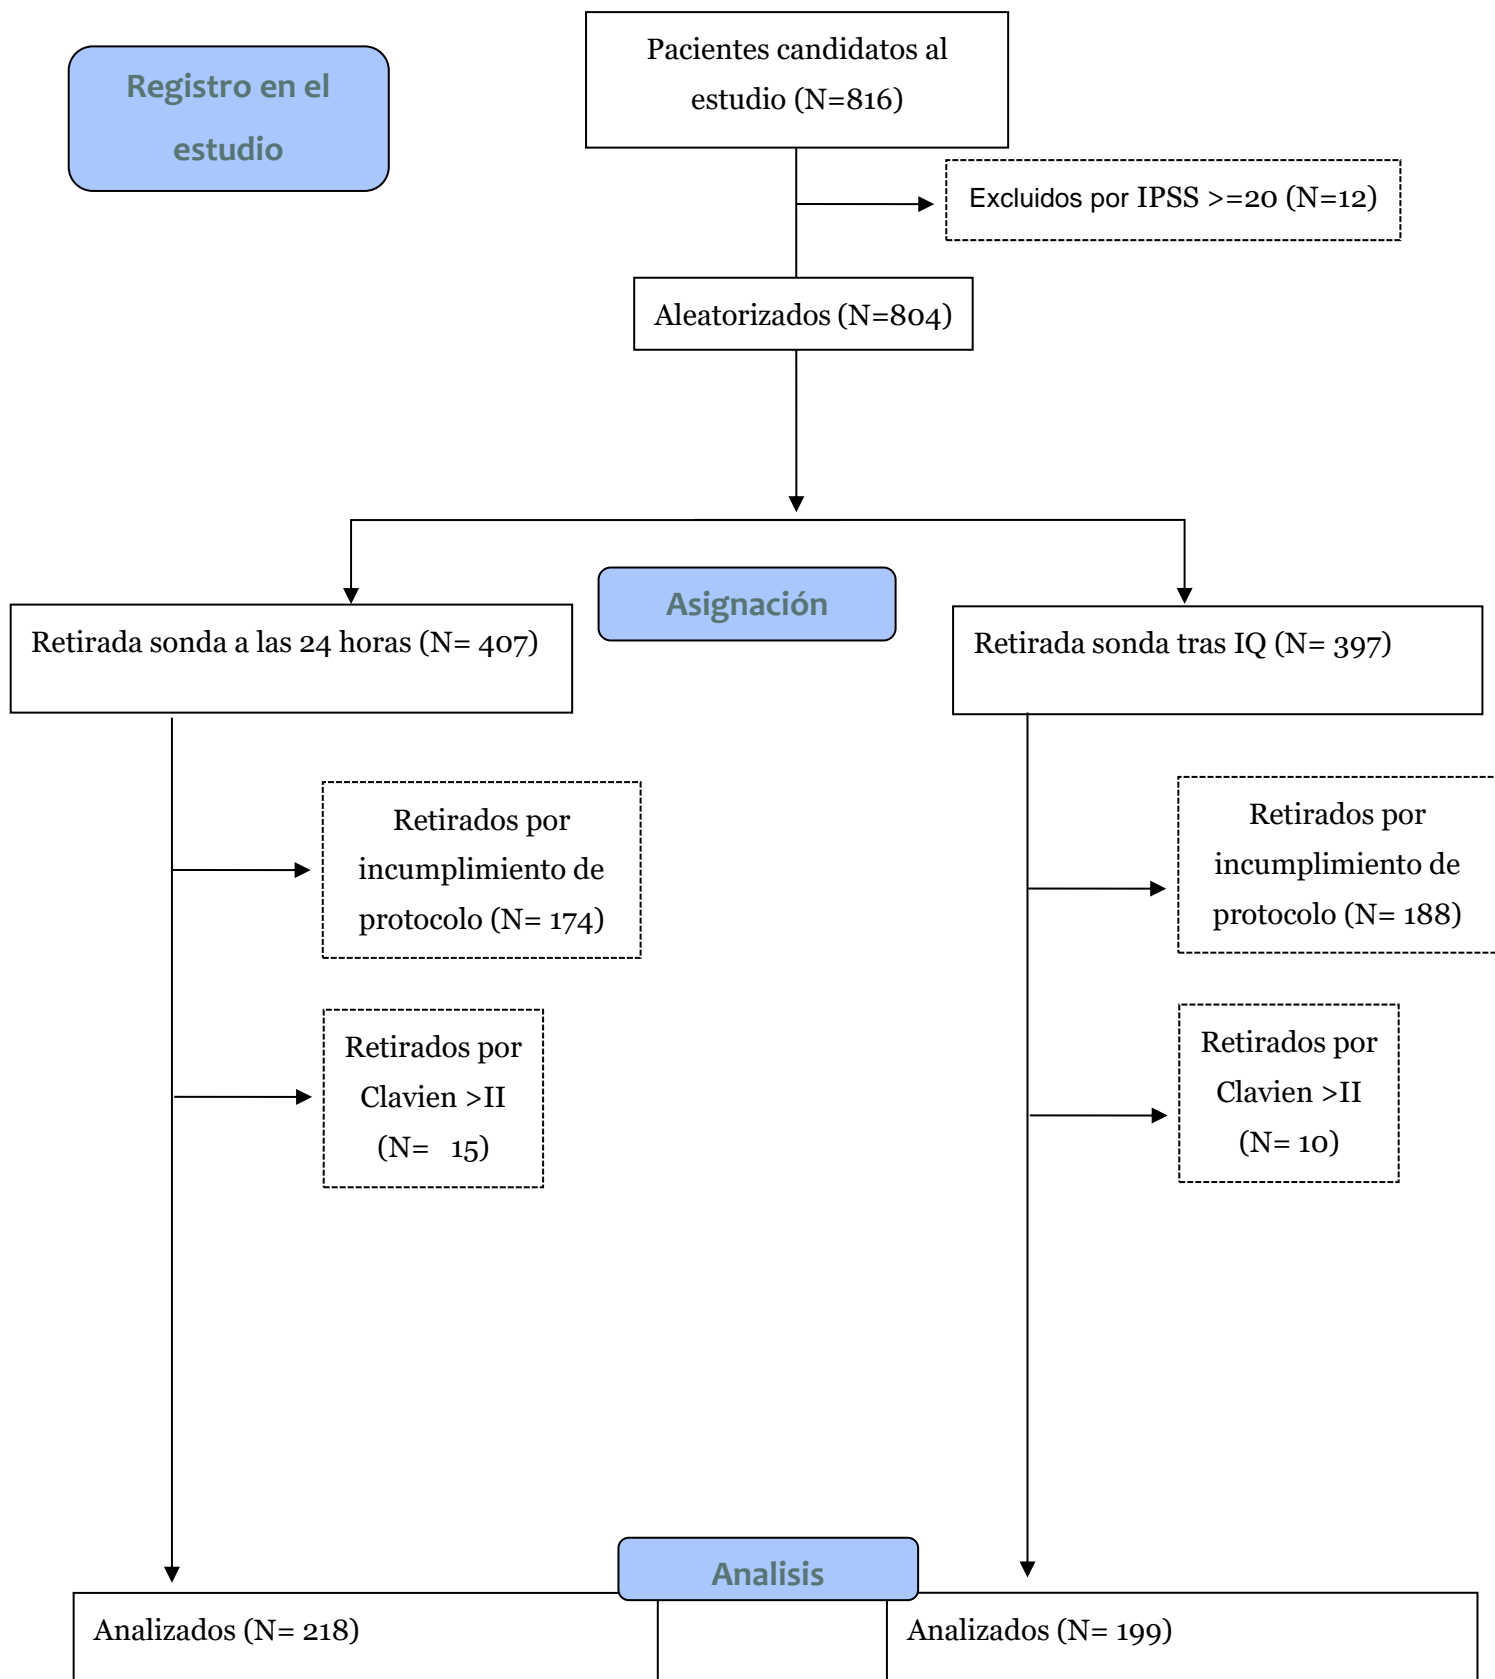 Registro en el
estudio
Pacientes candidatos al
estudio (N=816)
Excluidos por IPSS >=20 (N=12)
Aleatorizados (N=804)
Asignación
Retirada sonda a las 24 horas (N= 407)
Retirada sonda tras IQ (N= 397)
Retirados por
incumplimiento de
protocolo (N= 174)
Retirados por
incumplimiento de
protocolo (N= 188)
Retirados por
Clavien >II
(N= 15)
Retirados por
Clavien >II
(N= 10)
Analisis
Analizados (N= 218)
Analizados (N= 199)